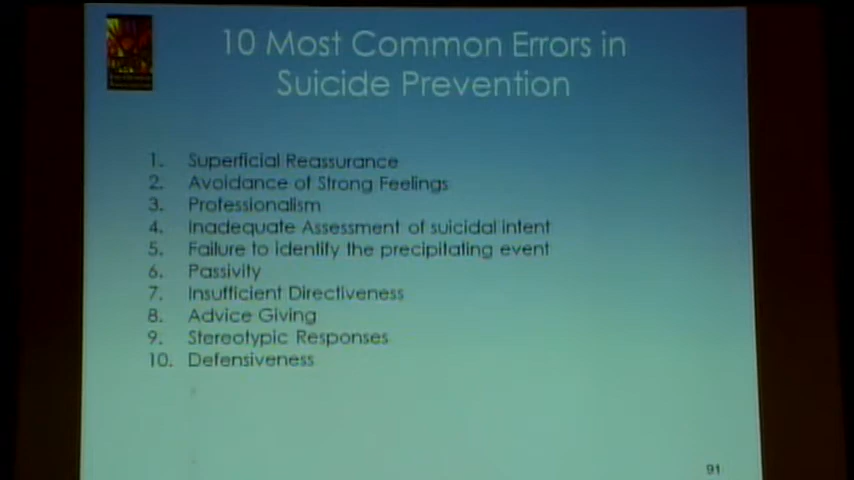 10 Most Common Errors in
Suicide Prevention
1. Superficial Reassurance
2. Avoidance of Strong Feelings
3. Professionalism
4. Inadequate Assessment of suicidal intent
5. Failure to identify the precipitating event
6. Passivity
7. Insufficient Directiveness
8. Advice Giving
9. Stereotypic Responses
10. Defensiveness
91